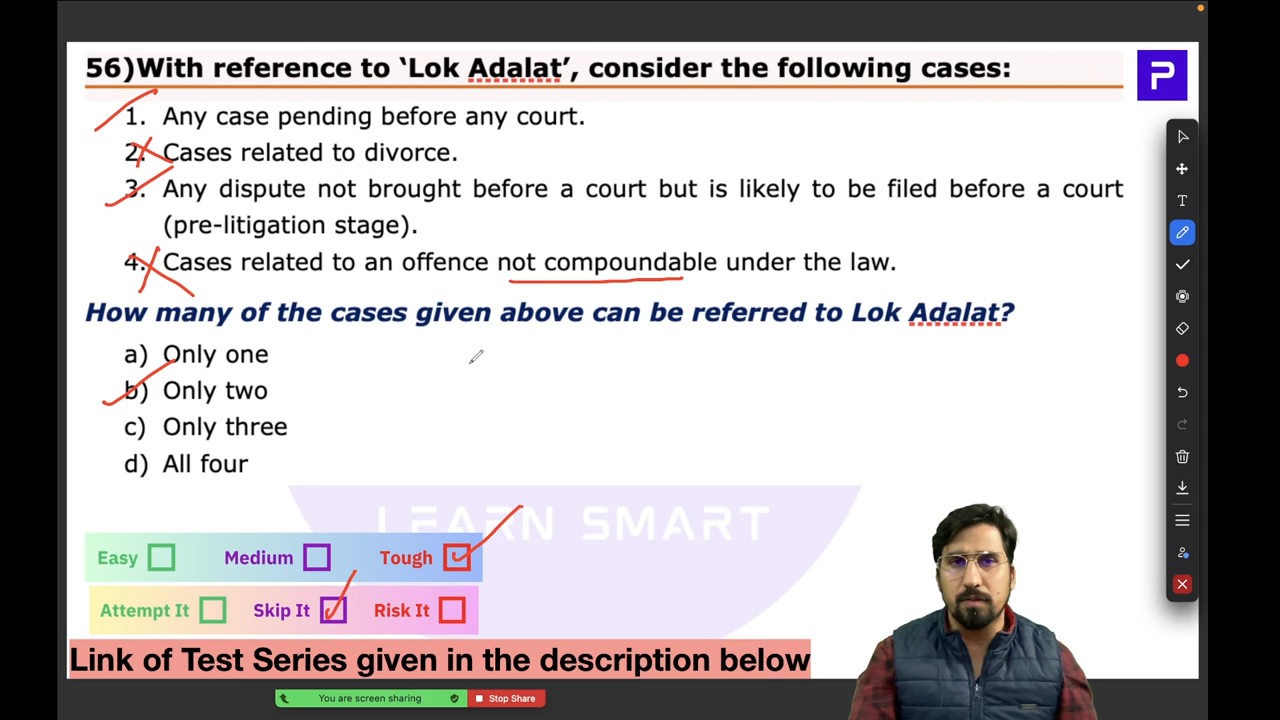 56)With reference to ‘Lok Adalat’, consider the following cases:
P
1. Any case pending before any court.
2. Cases related to divorce.
3. Any dispute not brought before a court but is likely to be filed before a court
(pre-litigation stage).
4. Cases related to an offence not compoundable under the law.
How many of the cases given above can be referred to Lok Adalat?
a) Only one
b) Only two
c) Only three
d) All four
LEARN SMART
Easy Medium Tough
Attempt It Skip It Risk It
Link of Test Series given in the description below
You are screen sharing Stop Share